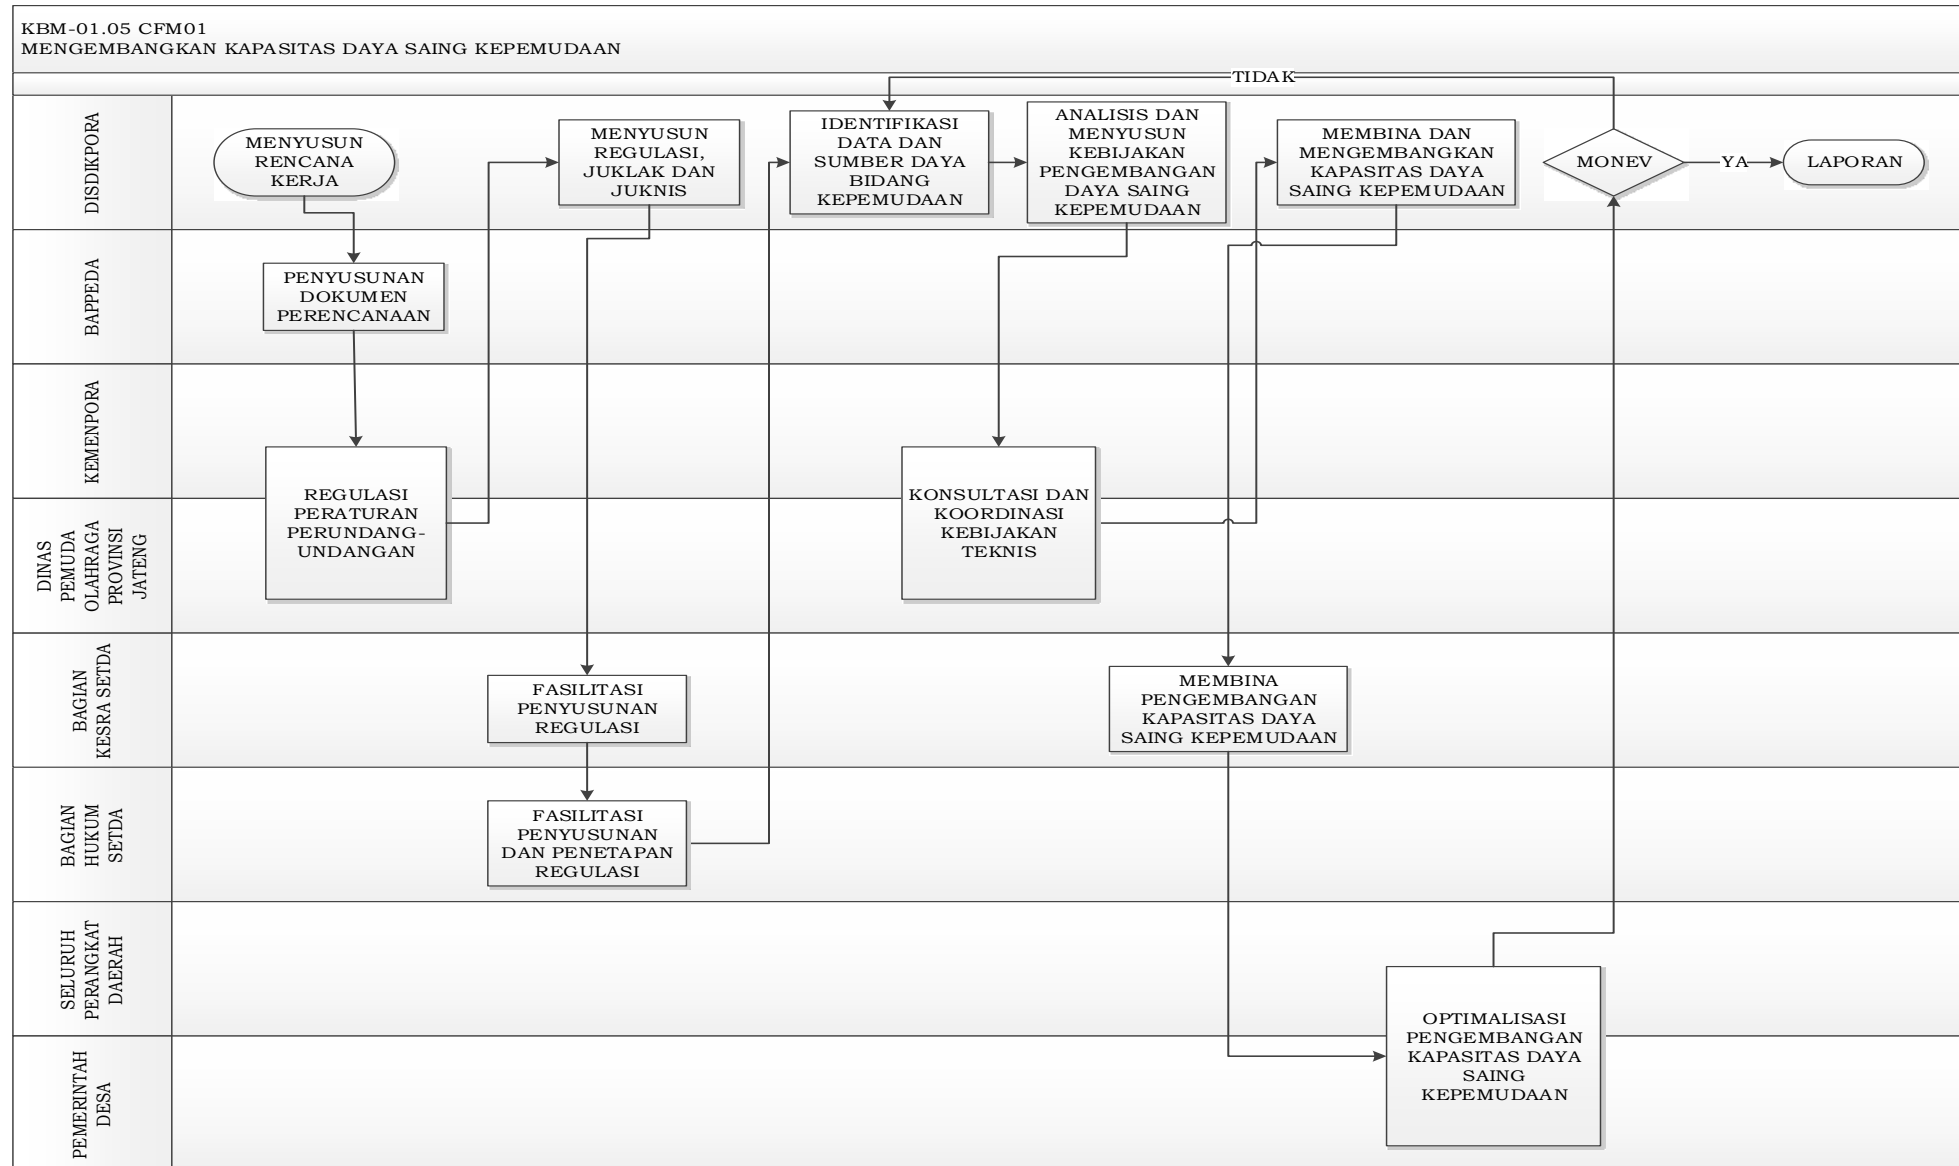 KBM-01.05 CFM01
MENGEMBANGKAN KAPASITAS DAYA SAING KEPEMUDAAN
TIDAK
DISDIKPORA
MENYUSUN
RENCANA
KERJA
MENYUSUN
REGULASI,
JUKLAK DAN
JUKNIS
IDENTIFIKASI
DATA DAN
SUMBER DAYA
BIDANG
KEPEMUDAAN
ANALISIS DAN
MENYUSUN
KEBIJAKAN
PENGEMBANGAN
DAYA SAING
KEPEMUDAAN
MEMBINA DAN
MENGEMBANGKAN
KAPASITAS DAYA
SAING KEPEMUDAAN
MONEV
YA
LAPORAN
BAPPEDA
PENYUSUNAN
DOKUMEN
PERENCANAAN
KEMENPORA
DINAS
PEMUDA
OLAHRAGA
PROVINSI
JATENG
REGULASI
PERATURAN
PERUNDANG-
UNDANGAN
KONSULTASI DAN
KOORDINASI
KEBIJAKAN
TEKNIS
BAGIAN
KESRA SETDA
FASILITASI
PENYUSUNAN
REGULASI
MEMBINA
PENGEMBANGAN
KAPASITAS DAYA
SAING KEPEMUDAAN
BAGIAN
HUKUM
SETDA
FASILITASI
PENYUSUNAN
DAN PENETAPAN
REGULASI
SELURUH
PERANGKAT
DAERAH
PEMERINTAH
DESA
OPTIMALISASI
PENGEMBANGAN
KAPASITAS DAYA
SAING
KEPEMUDAAN